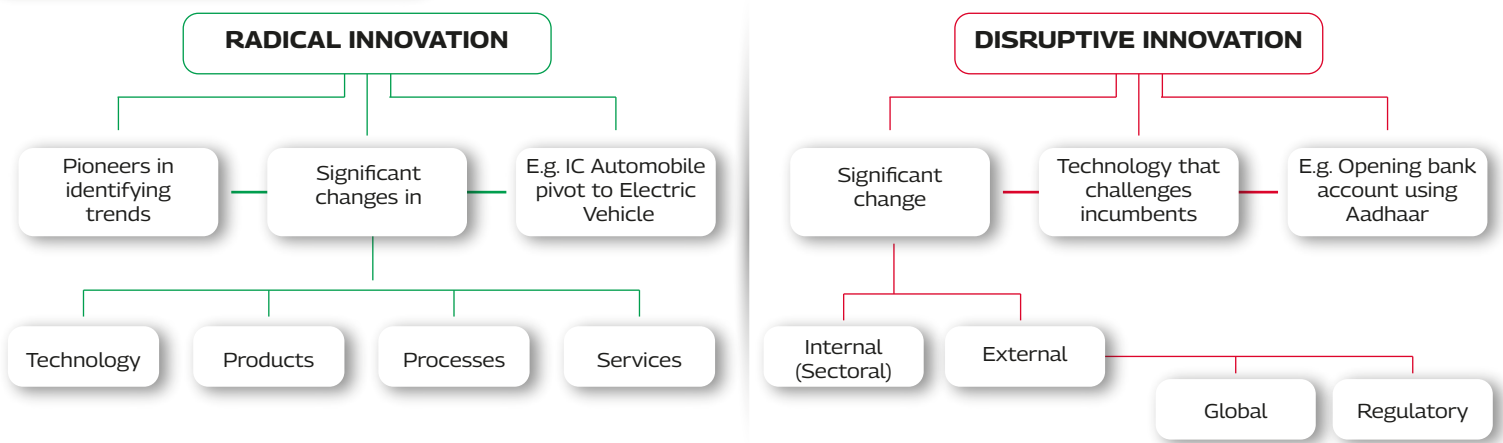 RADICAL INNOVATION
Pioneers in
identifying
trends
Significant
changes in
E.g. IC Automobile
pivot to Electric
Vehicle
Technology
Products
Processes
Services
DISRUPTIVE INNOVATION
Significant
change
Technology that
challenges
incumbents
E.g. Opening bank
account using
Aadhaar
Internal
(Sectoral)
External
Global
Regulatory